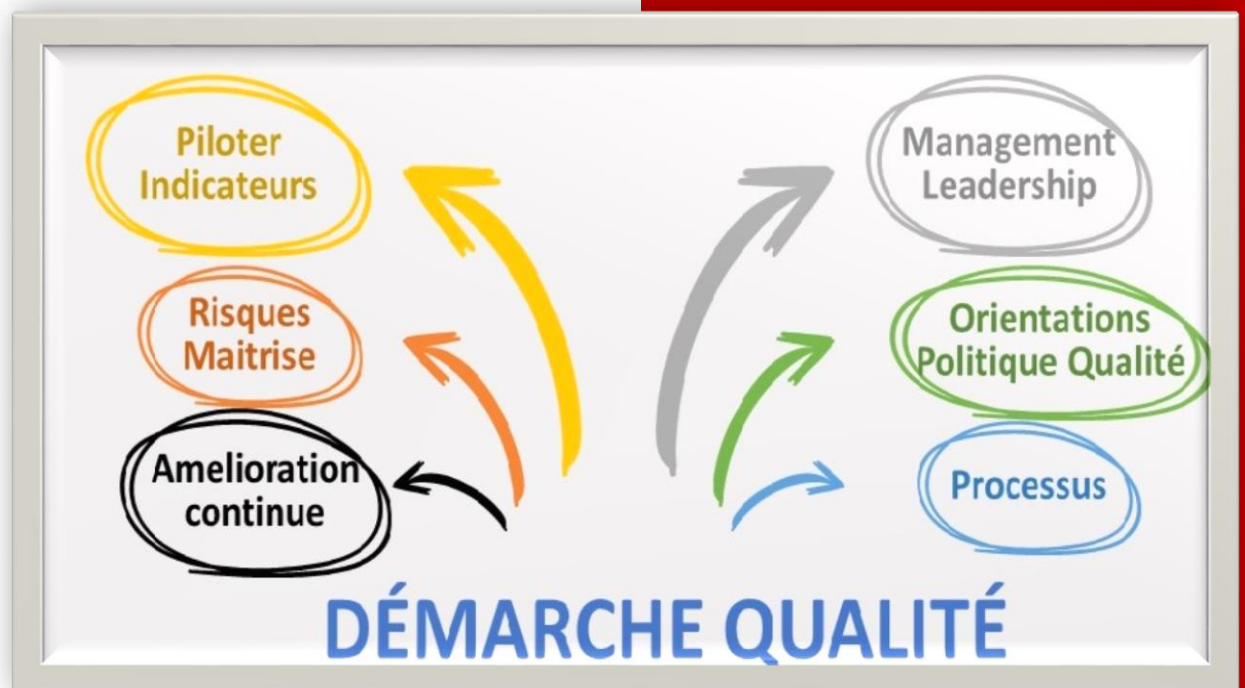 Piloter
Indicateurs
Risques
Maitrise
Amelioration
continue
Management
Leadership
Orientations
Politique Qualité
Processus
DÉMARCHE QUALITÉ